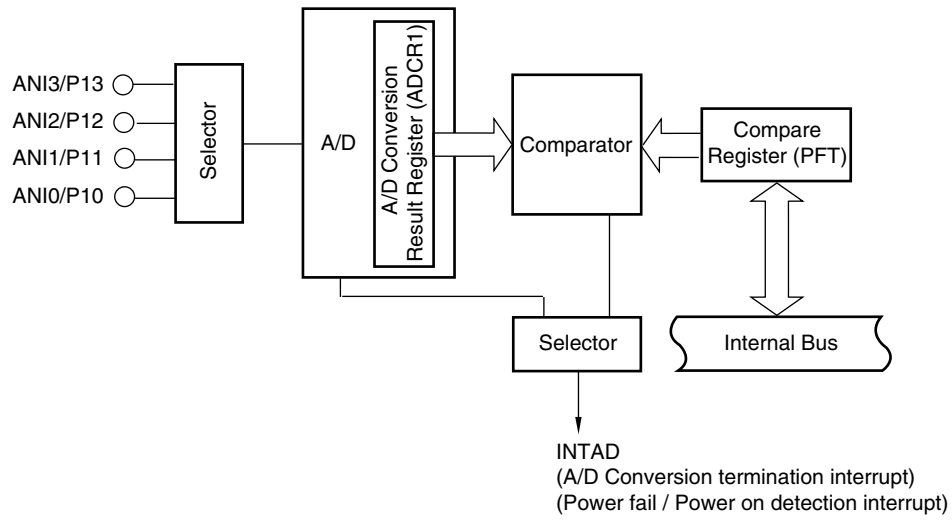 ANI3/P13
ANI2/P12
ANI1/P11
ANI0/P10
Selector
A/D
A/D Conversion
Result Register (ADCR1)
Comparator
Compare
Register (PFT)
Selector
Internal Bus
INTAD
(A/D Conversion termination interrupt)
(Power fail / Power on detection interrupt)